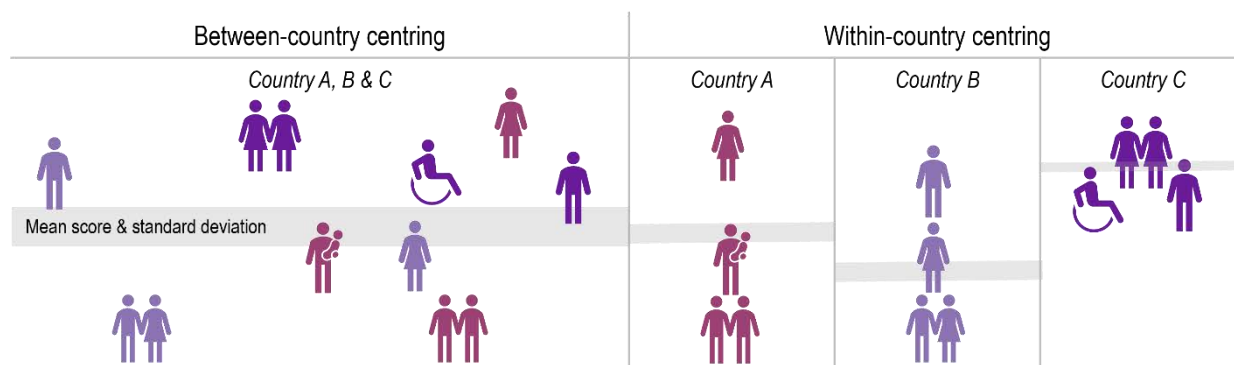 Between-country centring
Within-country centring
Country A, B & C
Country A
Country B
Country C
Mean score & standard deviation